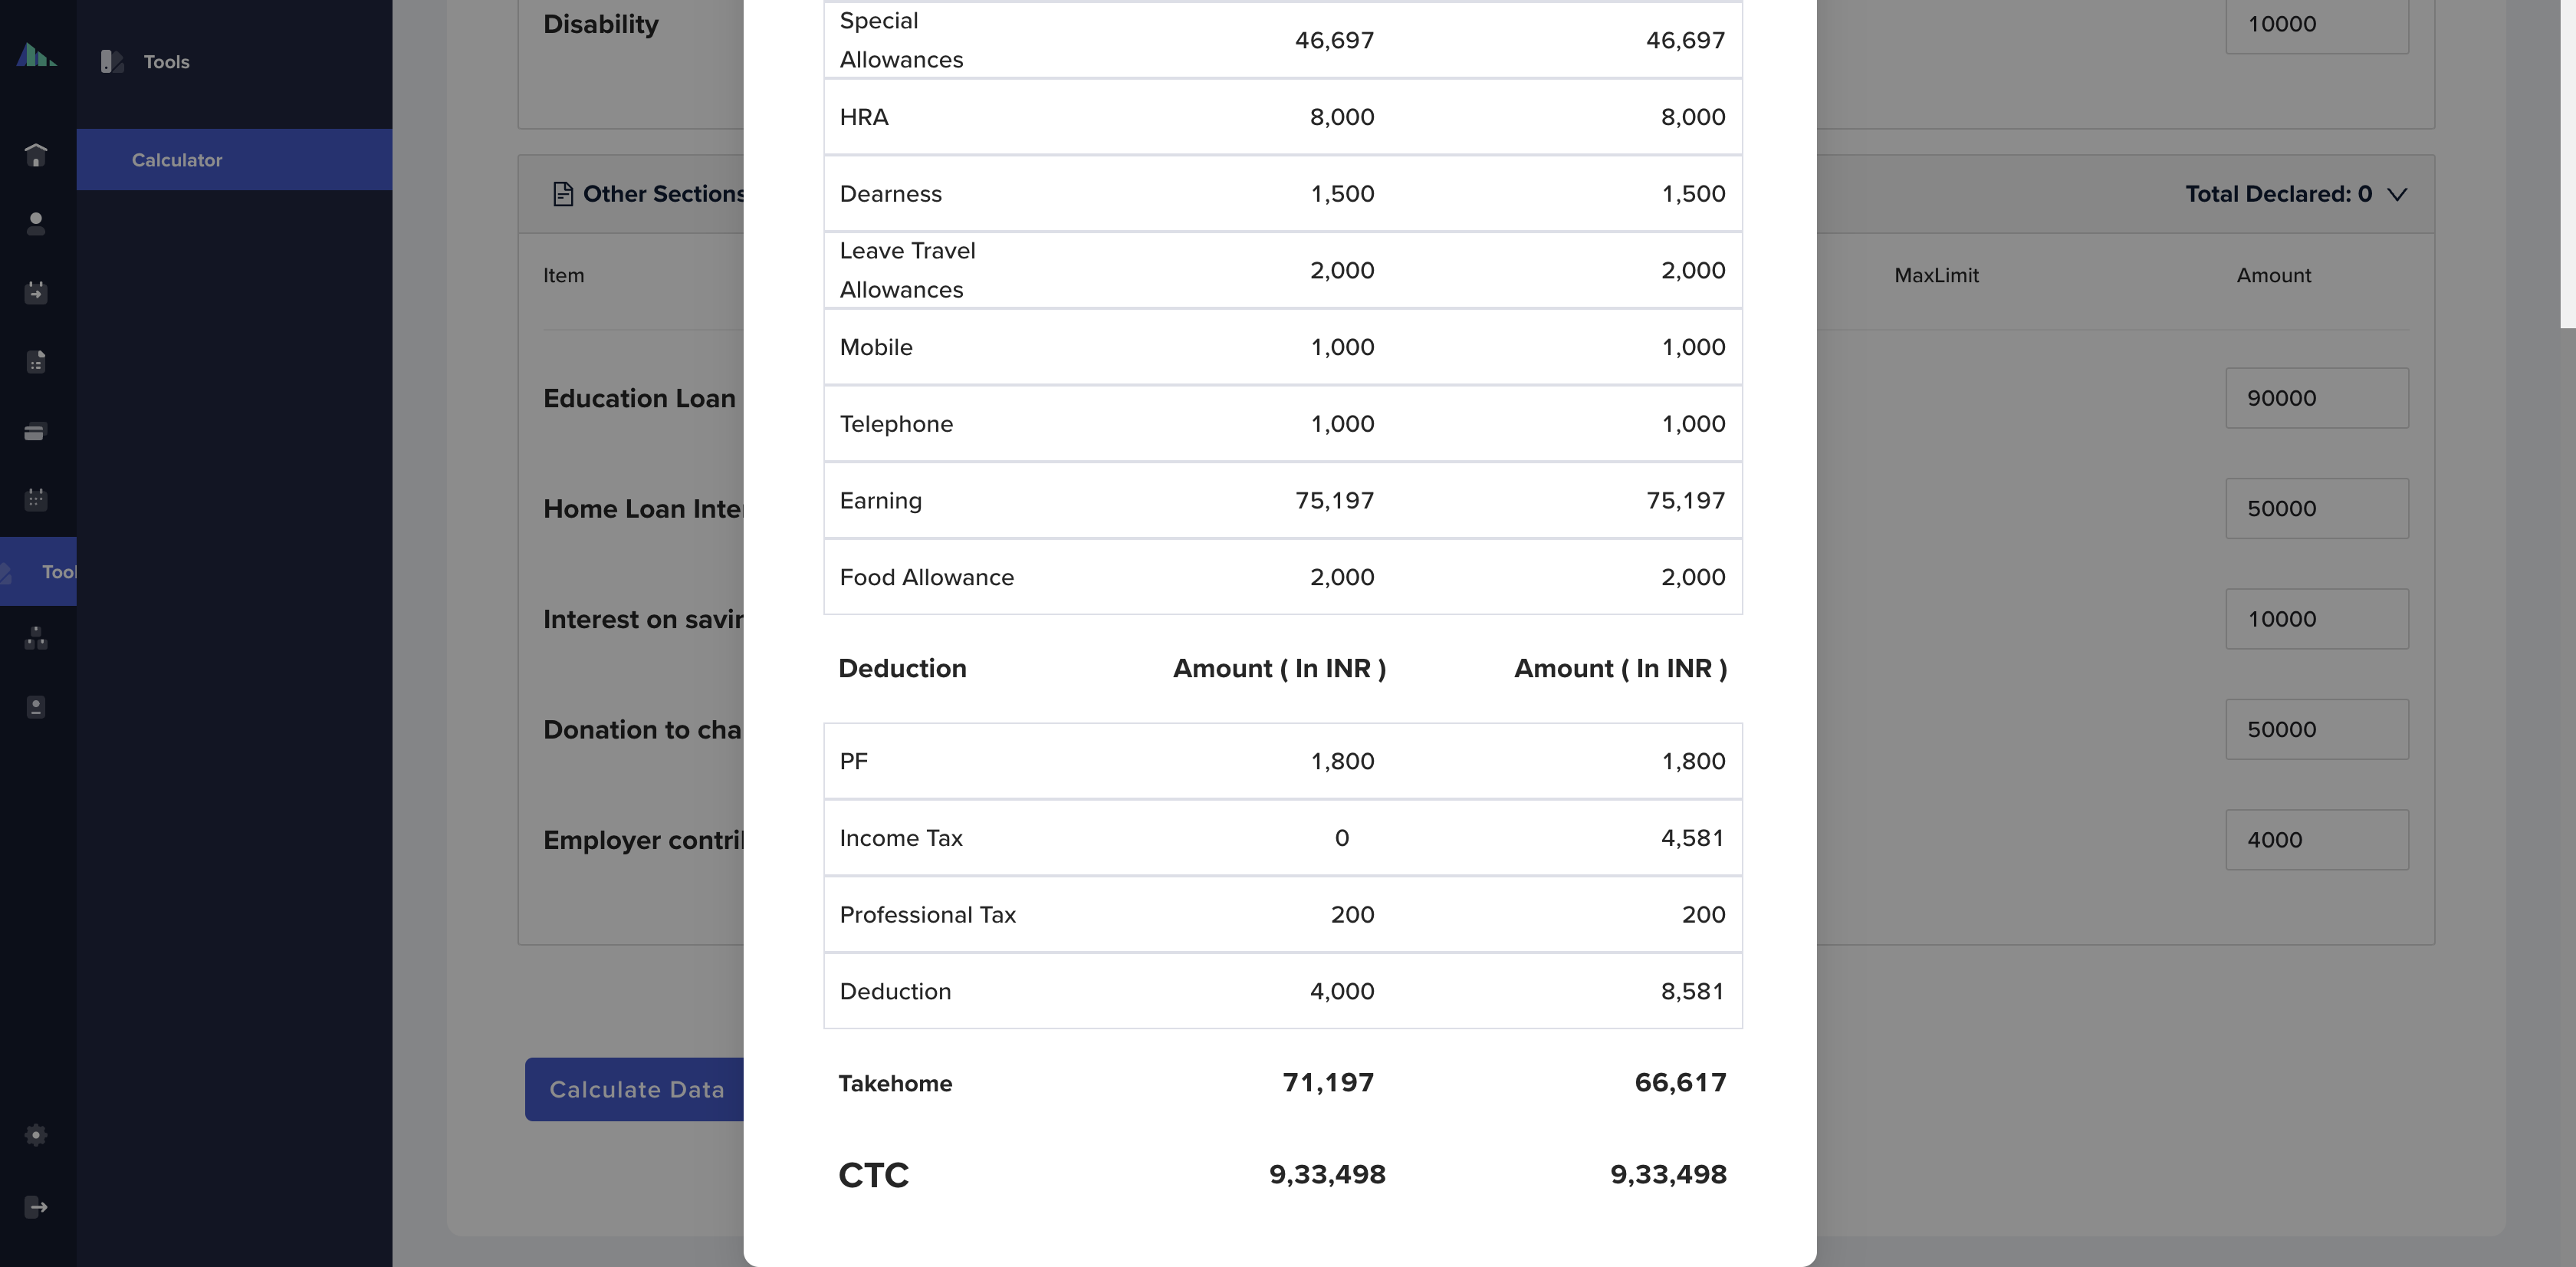 Tools
Calculator
Tool
Disability
10000
Other Sections
Total Declared: 0
Item
MaxLimit
Amount
Education Loan
90000
Home Loan Inte
50000
Interest on savin
10000
Donation to cha
50000
Employer contri
4000
Calculate Data
Special
Allowances
46,697
46,697
HRA
8,000
8,000
Dearness
1,500
1,500
Leave Travel
Allowances
2,000
2,000
Mobile
1,000
1,000
Telephone
1,000
1,000
Earning
75,197
75,197
Food Allowance
2,000
2,000
Deduction
Amount ( In INR )
Amount ( In INR )
PF
1,800
1,800
Income Tax
0
4,581
Professional Tax
200
200
Deduction
4,000
8,581
Takehome
71,197
66,617
CTC
9,33,498
9,33,498